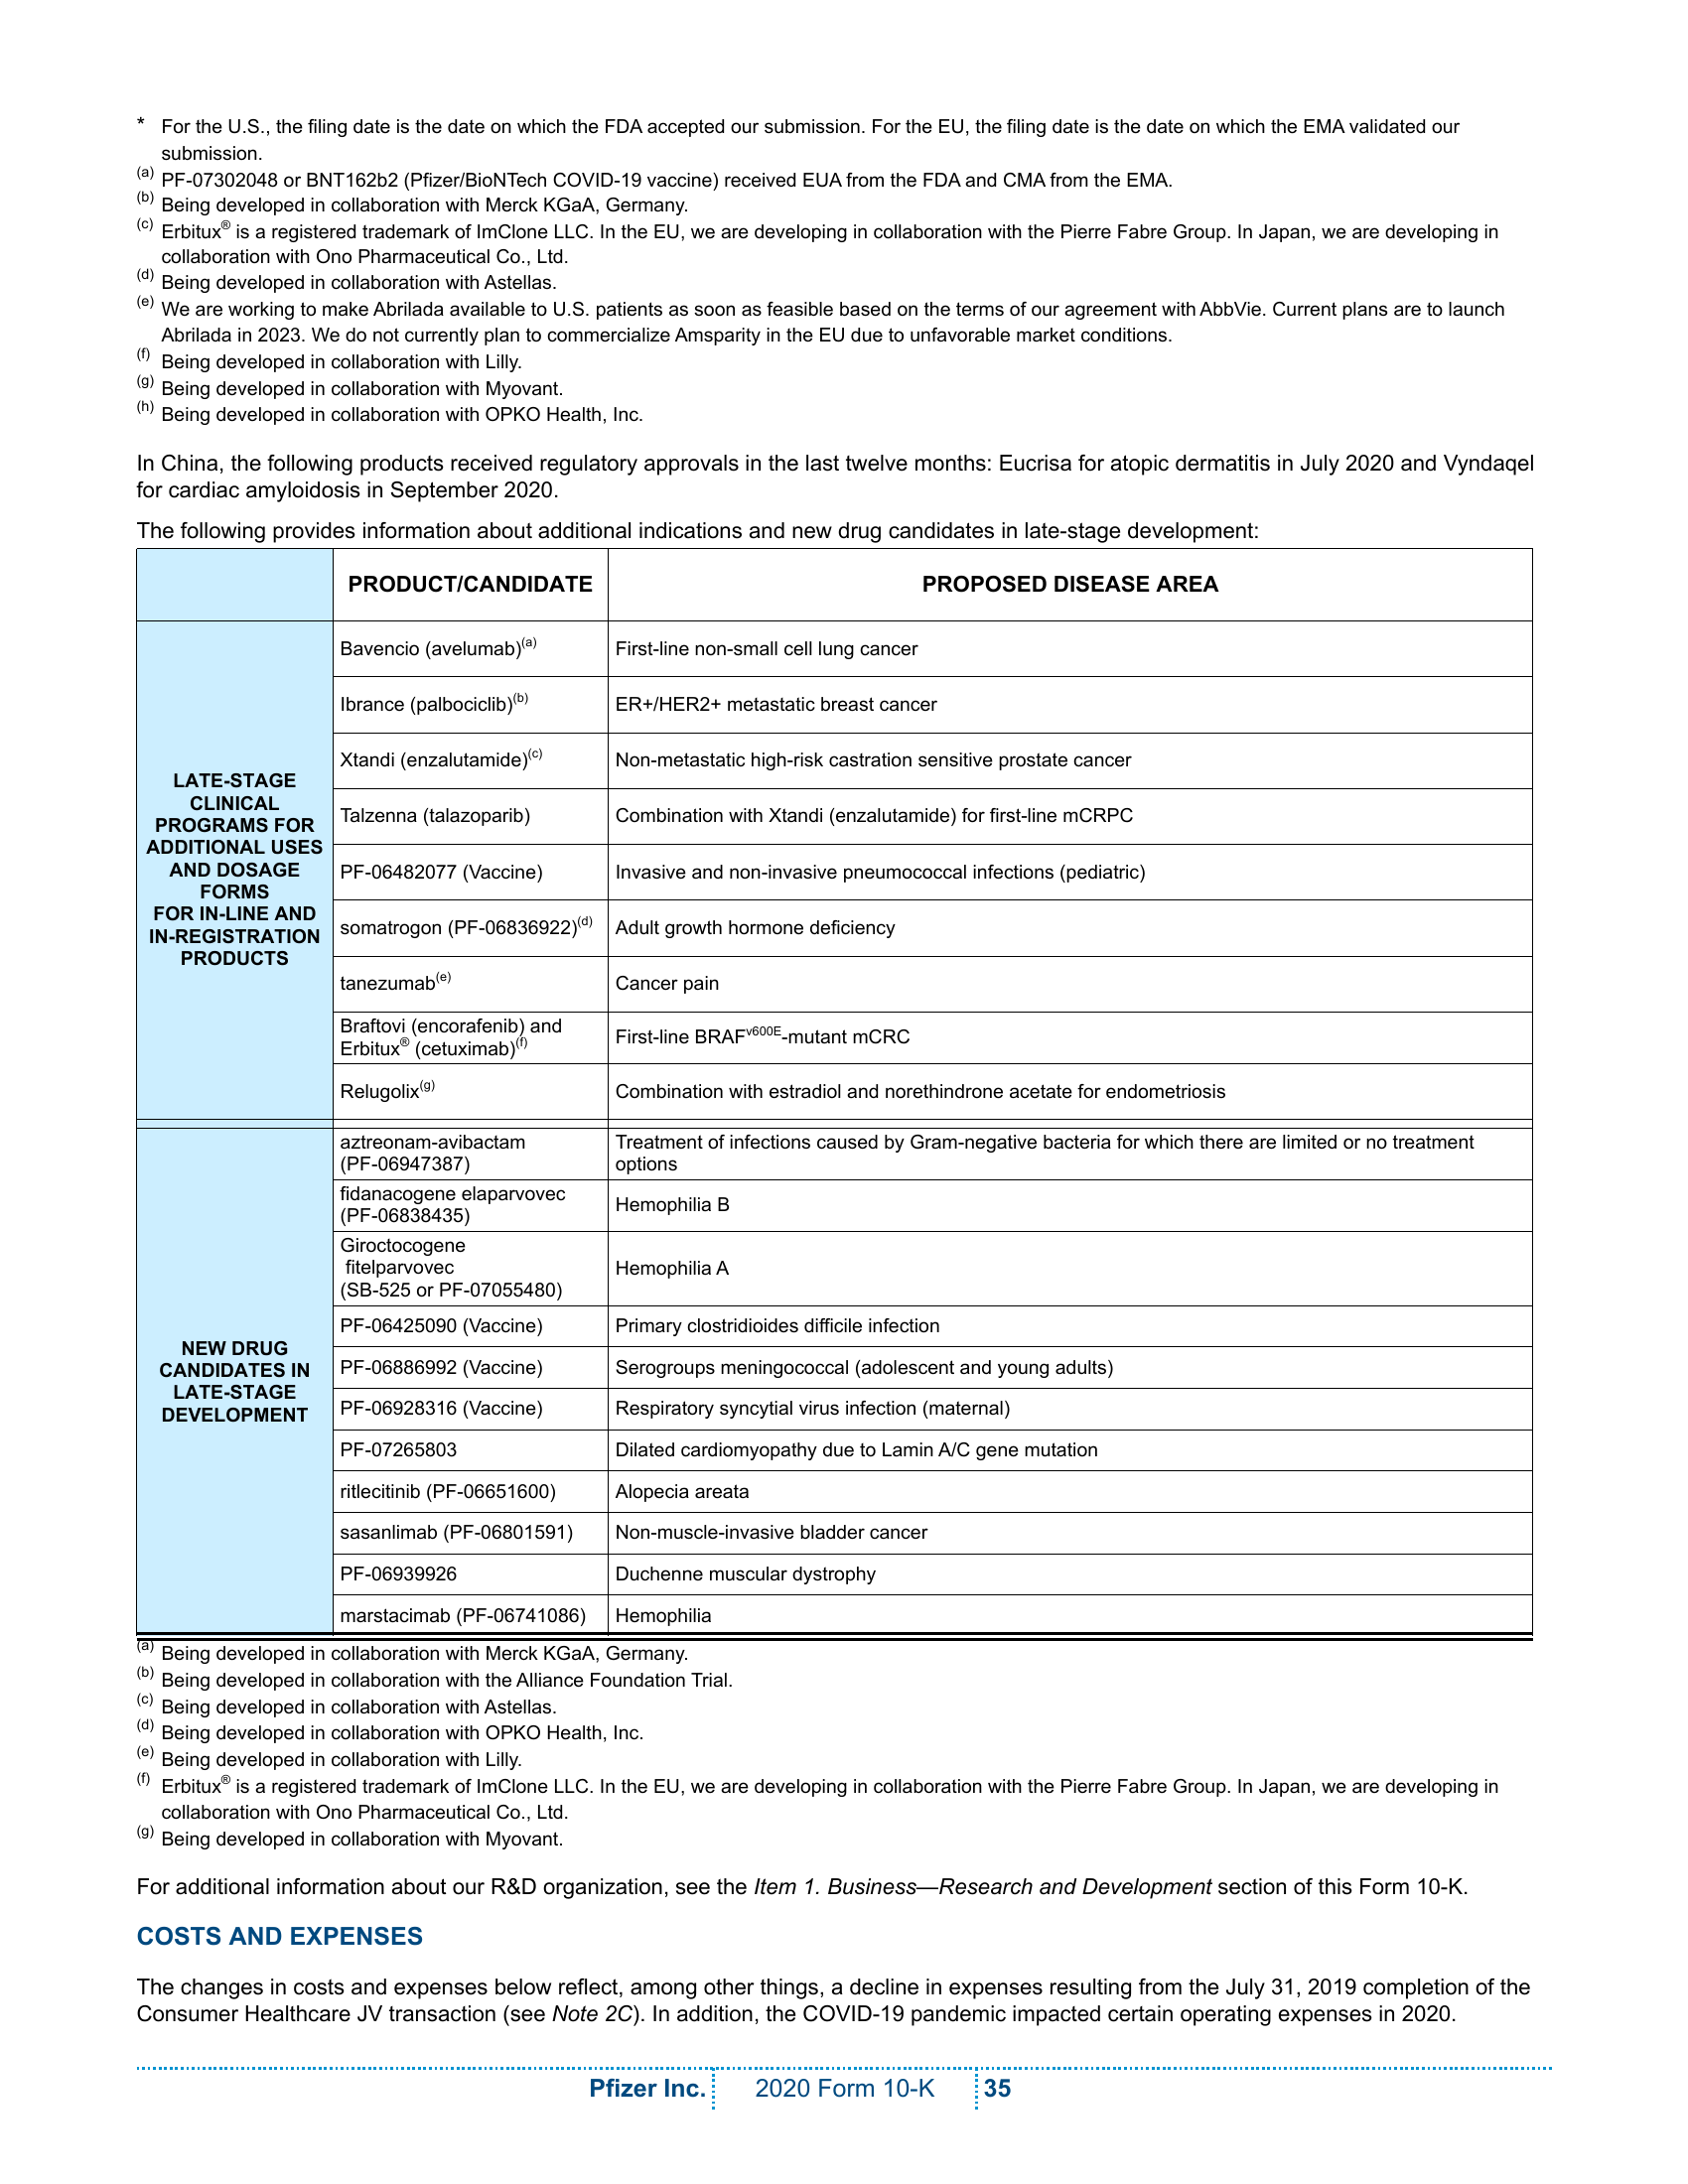 * For the U.S., the filing date is the date on which the FDA accepted our submission. For the EU, the filing date is the date on which the EMA validated our
submission.
(a) PF-07302048 or BNT162b2 (Pfizer/BioNTech COVID-19 vaccine) received EUA from the FDA and CMA from the EMA.
(b) Being developed in collaboration with Merck KGaA, Germany.
(c) Erbitux® is a registered trademark of ImClone LLC. In the EU, we are developing in collaboration with the Pierre Fabre Group. In Japan, we are developing in
collaboration with Ono Pharmaceutical Co., Ltd.
(d) Being developed in collaboration with Astellas.
(e) We are working to make Abrilada available to U.S. patients as soon as feasible based on the terms of our agreement with AbbVie. Current plans are to launch
Abrilada in 2023. We do not currently plan to commercialize Amsparity in the EU due to unfavorable market conditions.
(f) Being developed in collaboration with Lilly.
(g) Being developed in collaboration with Myovant.
(h) Being developed in collaboration with OPKO Health, Inc.
In China, the following products received regulatory approvals in the last twelve months: Eucrisa for atopic dermatitis in July 2020 and Vyndaqel
for cardiac amyloidosis in September 2020.
The following provides information about additional indications and new drug candidates in late-stage development:
PRODUCT/CANDIDATE PROPOSED DISEASE AREA
LATE-STAGE
CLINICAL
PROGRAMS FOR
ADDITIONAL USES
AND DOSAGE
FORMS
FOR IN-LINE AND
IN-REGISTRATION
PRODUCTS
Bavencio (avelumab)(a) First-line non-small cell lung cancer
Ibrance (palbociclib)(b) ER+/HER2+ metastatic breast cancer
Xtandi (enzalutamide)(c) Non-metastatic high-risk castration sensitive prostate cancer
Talzenna (talazoparib) Combination with Xtandi (enzalutamide) for first-line mCRPC
PF-06482077 (Vaccine) Invasive and non-invasive pneumococcal infections (pediatric)
somatrogon (PF-06836922)(d) Adult growth hormone deficiency
tanezumab(e) Cancer pain
Braftovi (encorafenib) and
Erbitux® (cetuximab)(f)
First-line BRAFv600E-mutant mCRC
Relugolix(g) Combination with estradiol and norethindrone acetate for endometriosis
NEW DRUG
CANDIDATES IN
LATE-STAGE
DEVELOPMENT
aztreonam-avibactam
(PF-06947387)
Treatment of infections caused by Gram-negative bacteria for which there are limited or no treatment
options
fidanacogene elaparvovec
(PF-06838435)
Hemophilia B
Giroctocogene
fitelparvovec
(SB-525 or PF-07055480)
Hemophilia A
PF-06425090 (Vaccine) Primary clostridioides difficile infection
PF-06886992 (Vaccine) Serogroups meningococcal (adolescent and young adults)
PF-06928316 (Vaccine) Respiratory syncytial virus infection (maternal)
PF-07265803 Dilated cardiomyopathy due to Lamin A/C gene mutation
ritlecitinib (PF-06651600) Alopecia areata
sasanlimab (PF-06801591) Non-muscle-invasive bladder cancer
PF-06939926 Duchenne muscular dystrophy
marstacimab (PF-06741086) Hemophilia
(a) Being developed in collaboration with Merck KGaA, Germany.
(b) Being developed in collaboration with the Alliance Foundation Trial.
(c) Being developed in collaboration with Astellas.
(d) Being developed in collaboration with OPKO Health, Inc.
(e) Being developed in collaboration with Lilly.
(f) Erbitux® is a registered trademark of ImClone LLC. In the EU, we are developing in collaboration with the Pierre Fabre Group. In Japan, we are developing in
collaboration with Ono Pharmaceutical Co., Ltd.
(g) Being developed in collaboration with Myovant.
For additional information about our R&D organization, see the Item 1. Business—Research and Development section of this Form 10-K.
COSTS AND EXPENSES
The changes in costs and expenses below reflect, among other things, a decline in expenses resulting from the July 31, 2019 completion of the
Consumer Healthcare JV transaction (see Note 2C). In addition, the COVID-19 pandemic impacted certain operating expenses in 2020.
Pfizer Inc. 2020 Form 10-K 35